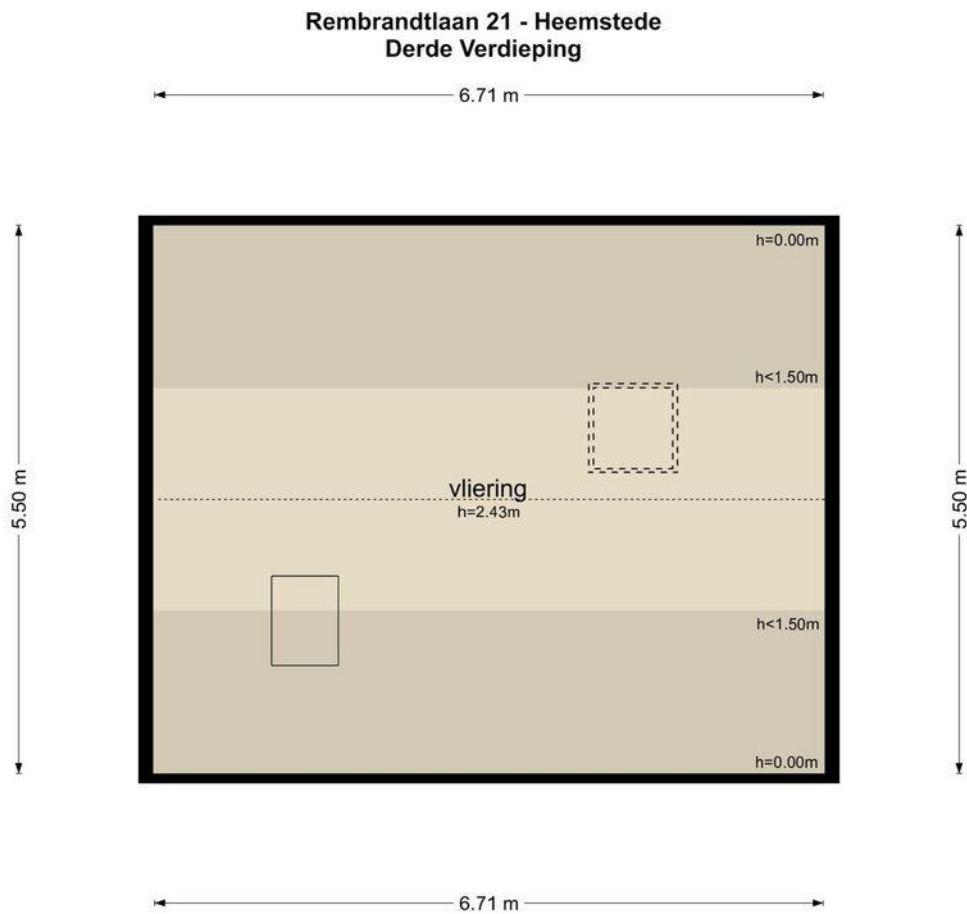 Rembrandtlaan 21 - Heemstede
Derde Verdieping
6.71 m
h=0.00m
h<1.50m
5.50 m
vliering
h=2.43m
5.50 m
h<1.50m
h=0.00m
6.71 m